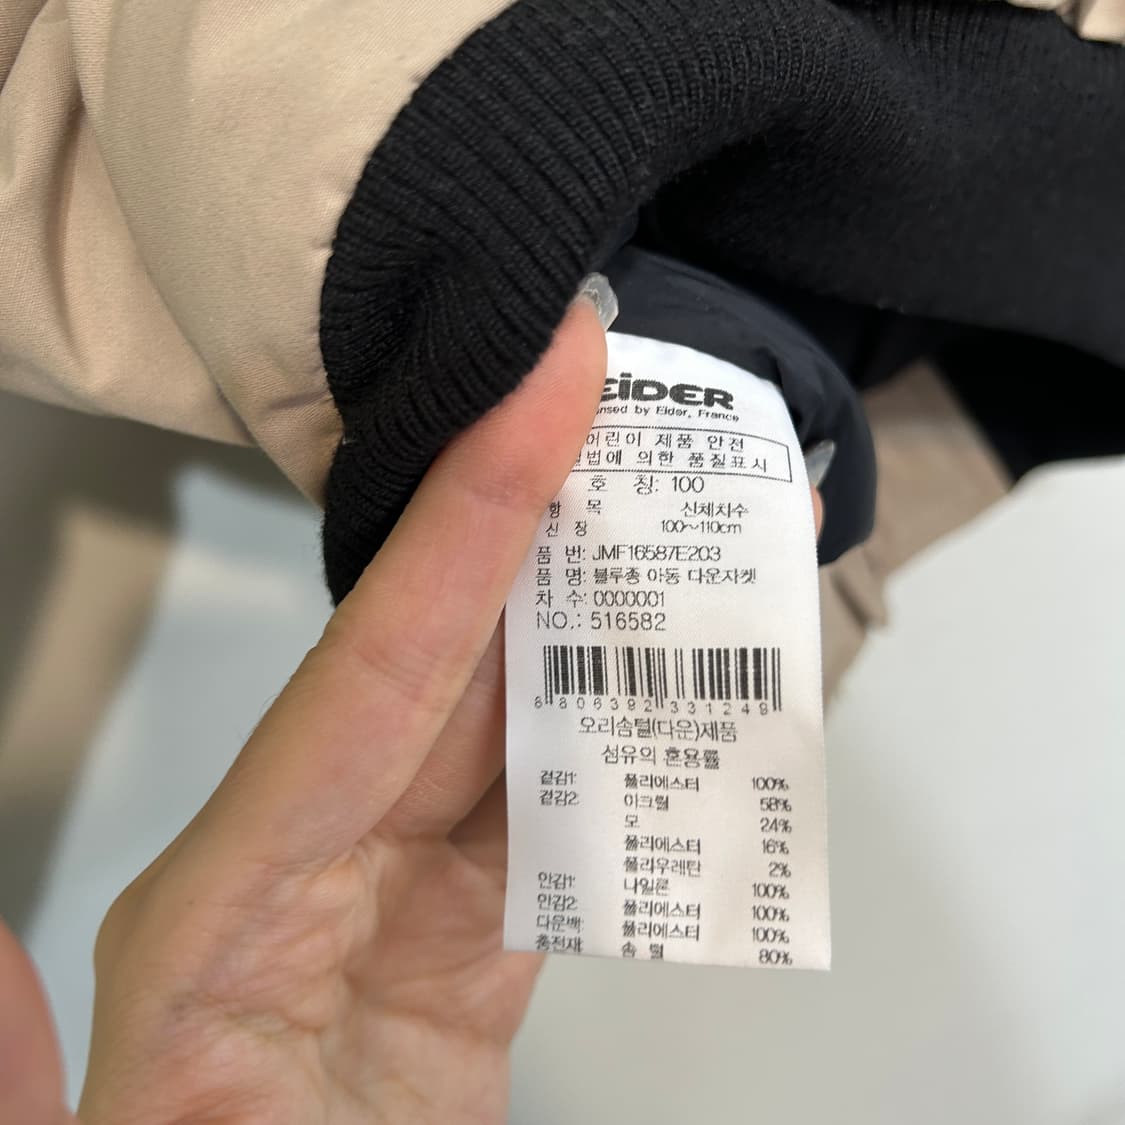 EiDER
ensed by Eider, France
어린이 제품 안전
법에 의한 품질표시
호 칭: 100
항 목 신체치수
신 장 100~110cm
품 번: JMF16587E203
품 명: 블루종 아동 다운자켓
차 수: 0000001
NO.: 516582
8 806392 331249
오리솜털(다운)제품
섬유의 혼용률
겉감1: 폴리에스터 100%
겉감2: 아크릴 58%
모 24%
폴리에스터 16%
폴리우레탄 2%
안감1: 나일론 100%
안감2: 폴리에스터 100%
다운백: 폴리에스터 100%
충전재: 솜 털 80%